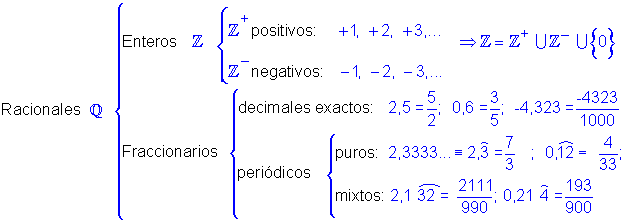 ℤ⁺ positivos: +1, +2, +3,...
Enteros ℤ ⇒ ℤ = ℤ⁺ ∪ ℤ⁻ ∪ {0}
ℤ⁻ negativos: −1, −2, −3,...
Racionales ℚ
decimales exactos: 2,5 = 5/2; 0,6 = 3/5; -4,323 = -4323/1000
Fraccionarios
puros: 2,3333... ≡ 2,3̑ = 7/3 ; 0,1͡2 = 4/33;
periódicos
mixtos: 2,1 3͡2 = 2111/990; 0,21 4̑ = 193/900